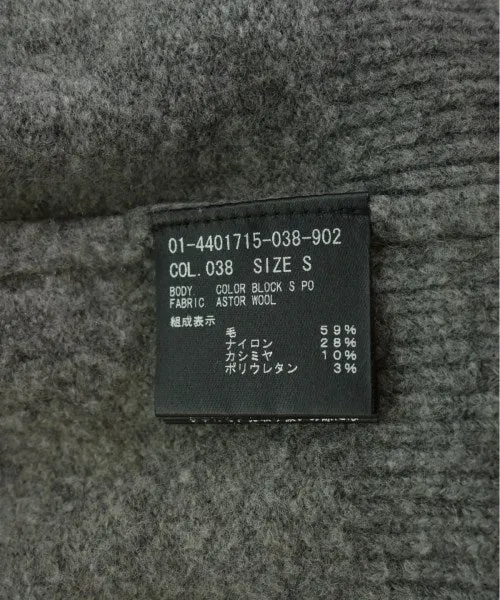 01-4401715-038-902
COL.038 SIZE S
BODY COLOR BLOCK S PO
FABRIC ASTOR WOOL
組成表示
毛 59%
ナイロン 28%
カシミヤ 10%
ポリウレタン 3%